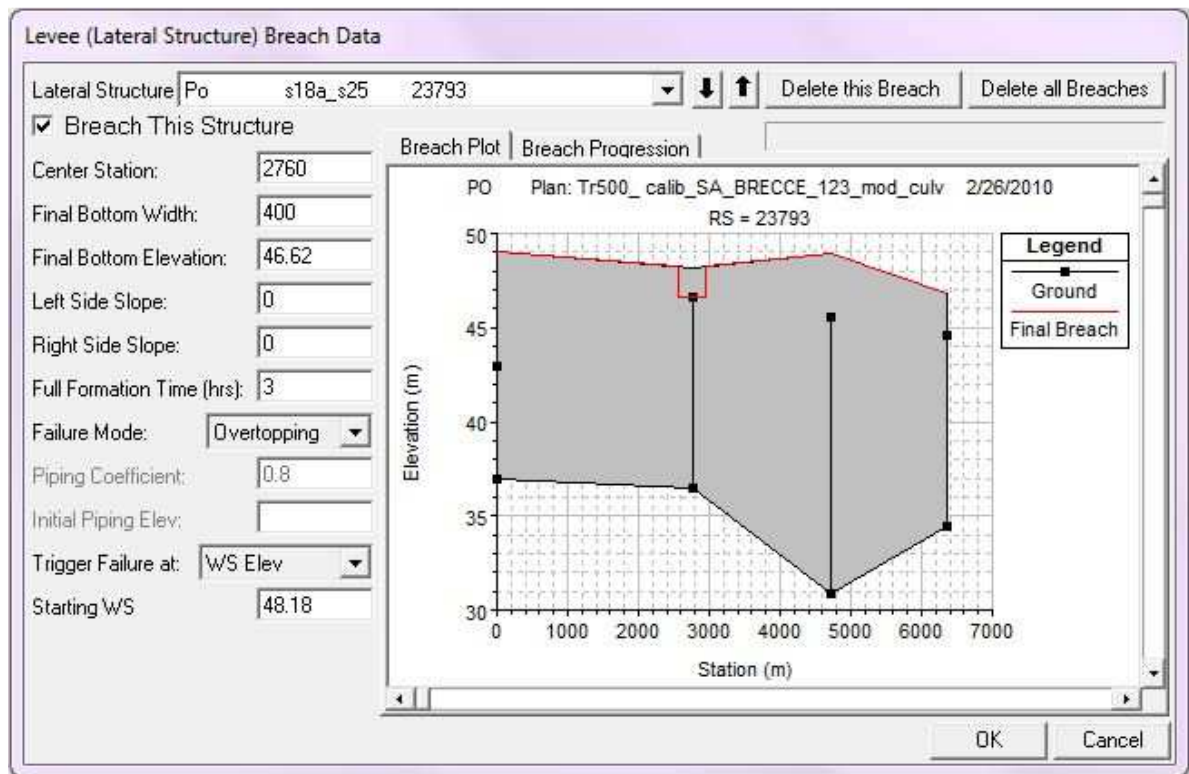 Levee (Lateral Structure) Breach Data
Lateral Structure Po s18a_s25 23793 Delete this Breach Delete all Breaches
Breach This Structure
Center Station: 2760
Final Bottom Width: 400
Final Bottom Elevation: 46.62
Left Side Slope: 0
Right Side Slope: 0
Full Formation Time (hrs): 3
Failure Mode: Overtopping
Piping Coefficient: 0.8
Initial Piping Elev:
Trigger Failure at: WS Elev
Starting WS 48.18
Breach Plot Breach Progression
PO Plan: Tr500_ calib_SA_BRECCE_123_mod_culv 2/26/2010
RS = 23793
50
45
40
35
30
Elevation (m)
0 1000 2000 3000 4000 5000 6000 7000
Station (m)
Legend
Ground
Final Breach
OK Cancel